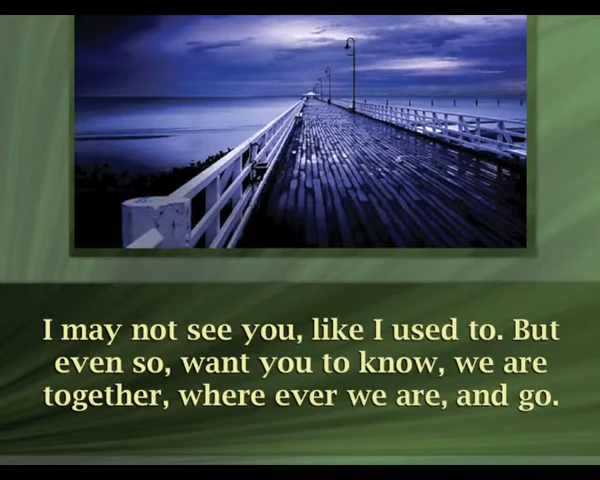 I may not see you, like I used to. But
even so, want you to know, we are
together, where ever we are, and go.